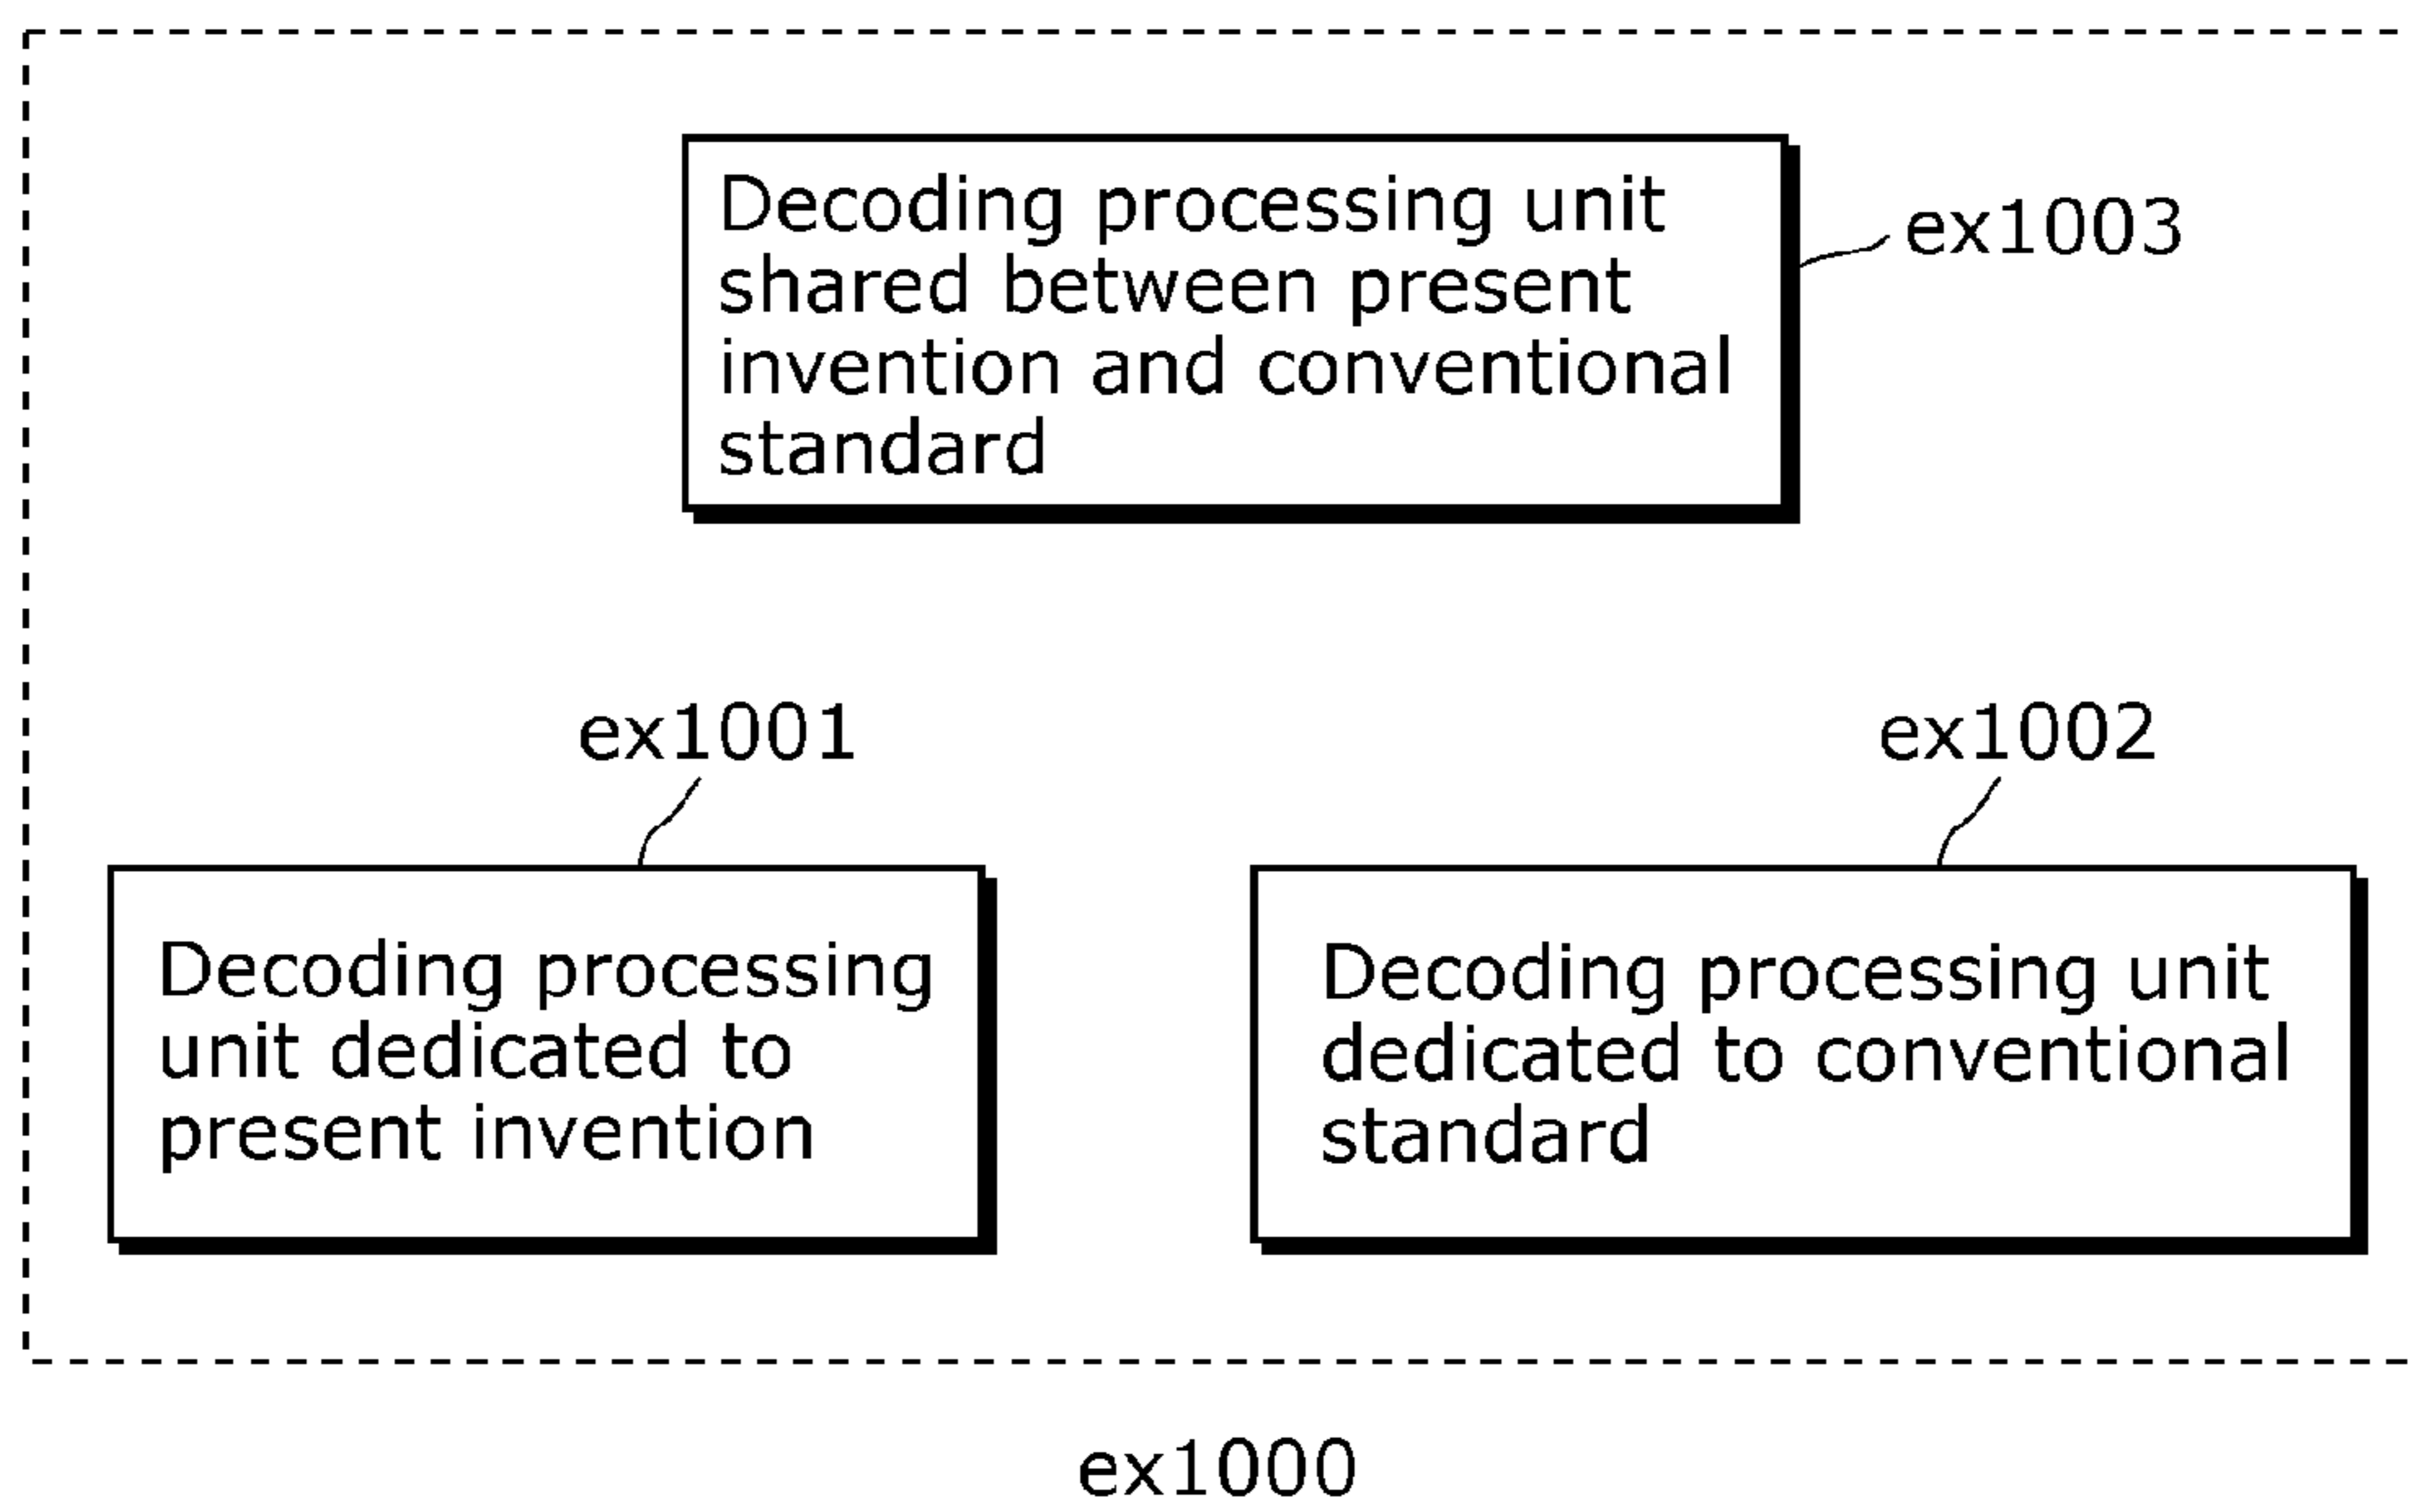 Decoding processing unit
shared between present
invention and conventional
standard
ex1003
ex1001
ex1002
Decoding processing
unit dedicated to
present invention
Decoding processing unit
dedicated to conventional
standard
ex1000